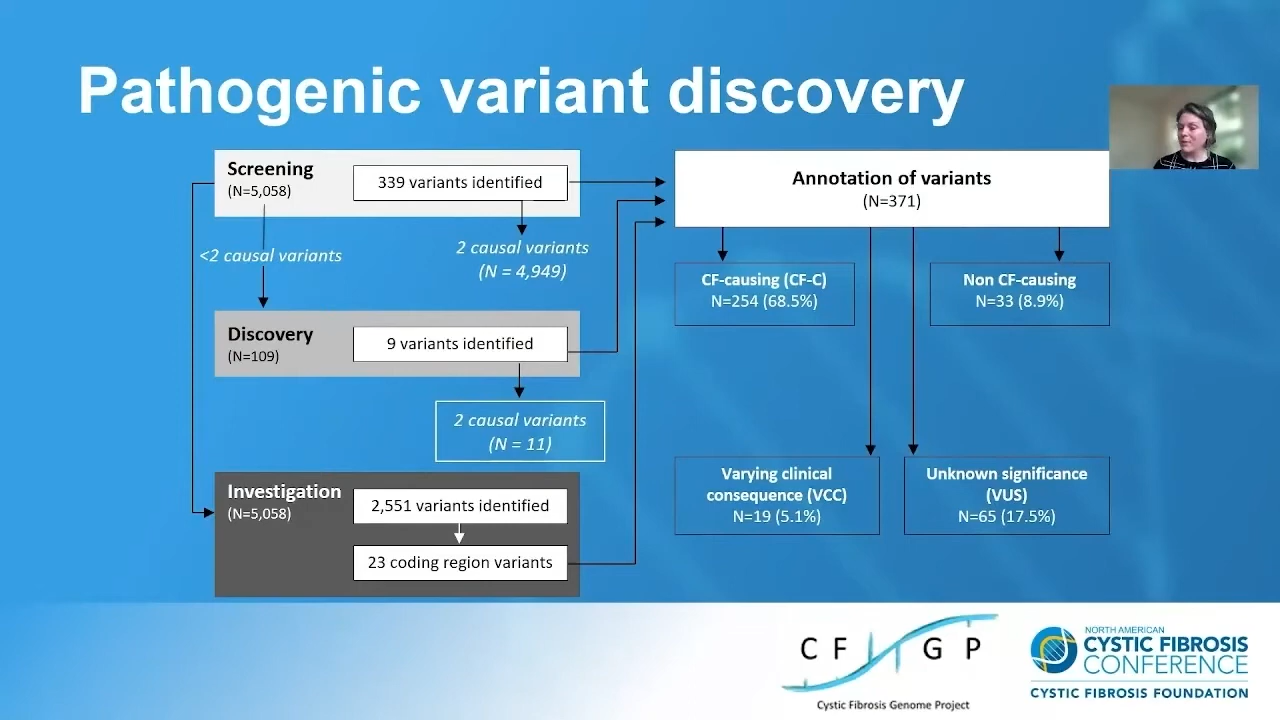 Pathogenic variant discovery
Screening
(N=5,058)
339 variants identified
<2 causal variants
2 causal variants
(N = 4,949)
Discovery
(N=109)
9 variants identified
2 causal variants
(N = 11)
Investigation
(N=5,058)
2,551 variants identified
23 coding region variants
Annotation of variants
(N=371)
CF-causing (CF-C)
N=254 (68.5%)
Non CF-causing
N=33 (8.9%)
Varying clinical
consequence (VCC)
N=19 (5.1%)
Unknown significance
(VUS)
N=65 (17.5%)
C F G P
Cystic Fibrosis Genome Project
NORTH AMERICAN
CYSTIC FIBROSIS
CONFERENCE
CYSTIC FIBROSIS FOUNDATION